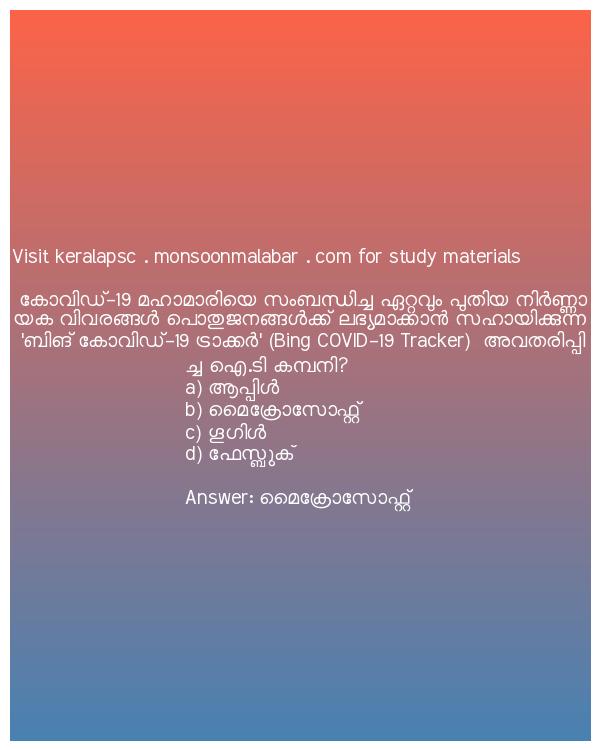 Visit keralapsc . monsoonmalabar . com for study materials
കോവിഡ്-19 മഹാമാരിയെ സംബന്ധിച്ച ഏറ്റവും പുതിയ നിർണ്ണാ
യക വിവരങ്ങൾ പൊതുജനങ്ങൾക്ക് ലഭ്യമാക്കാൻ സഹായിക്കുന്ന
'ബിങ് കോവിഡ്-19 ട്രാക്കർ' (Bing COVID-19 Tracker) അവതരിപ്പി
ച്ച ഐ.ടി കമ്പനി?
a) ആപ്പിൾ
b) മൈക്രോസോഫ്റ്റ്
c) ഗൂഗിൾ
d) ഫേസ്ബുക്
Answer: മൈക്രോസോഫ്റ്റ്